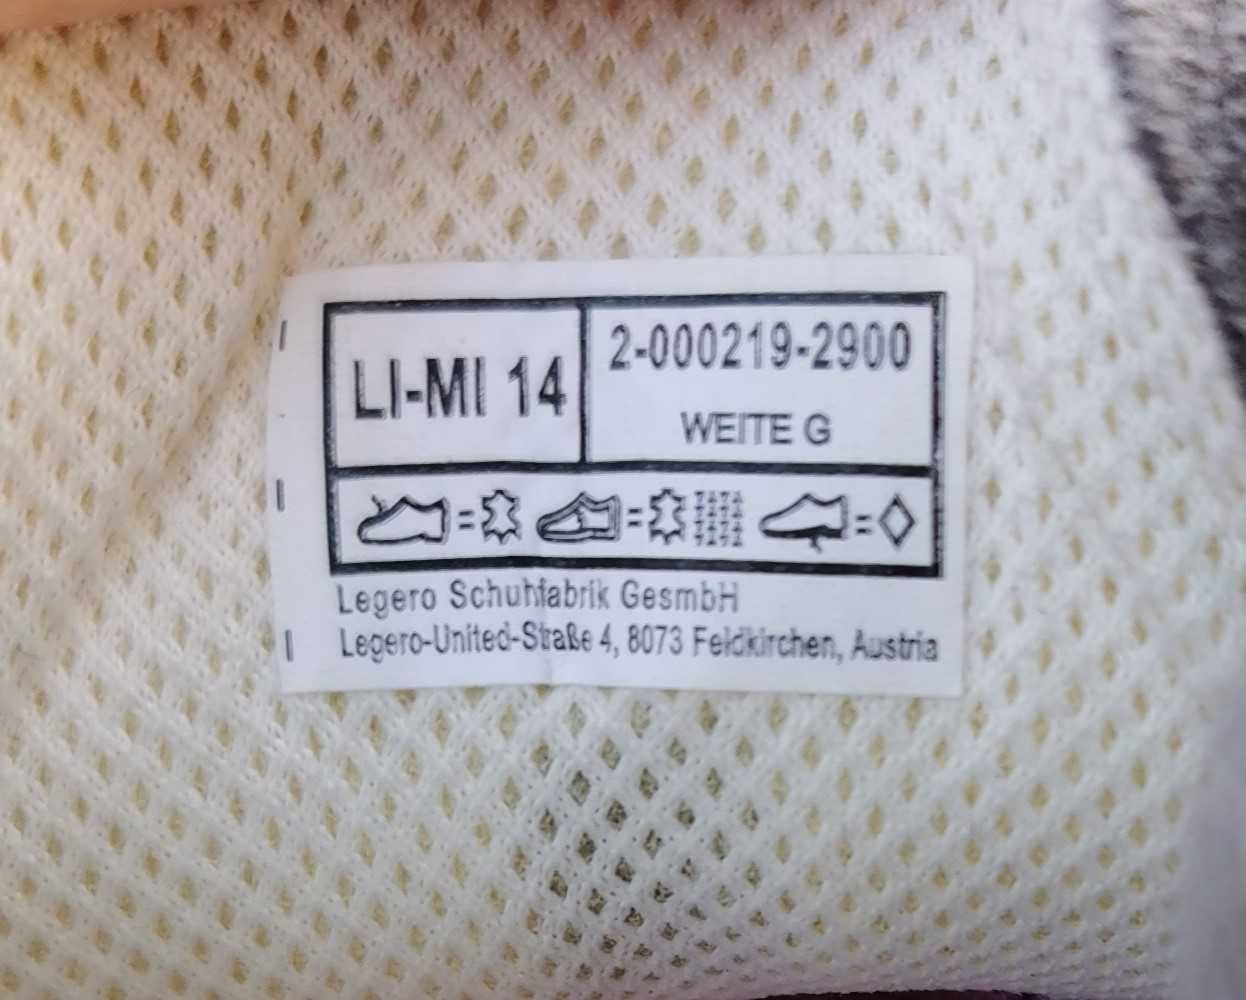 LI-MI 14
2-000219-2900
WEITE G
Legero Schuhfabrik GesmbH
Legero-United-Straße 4, 8073 Feldkirchen, Austria